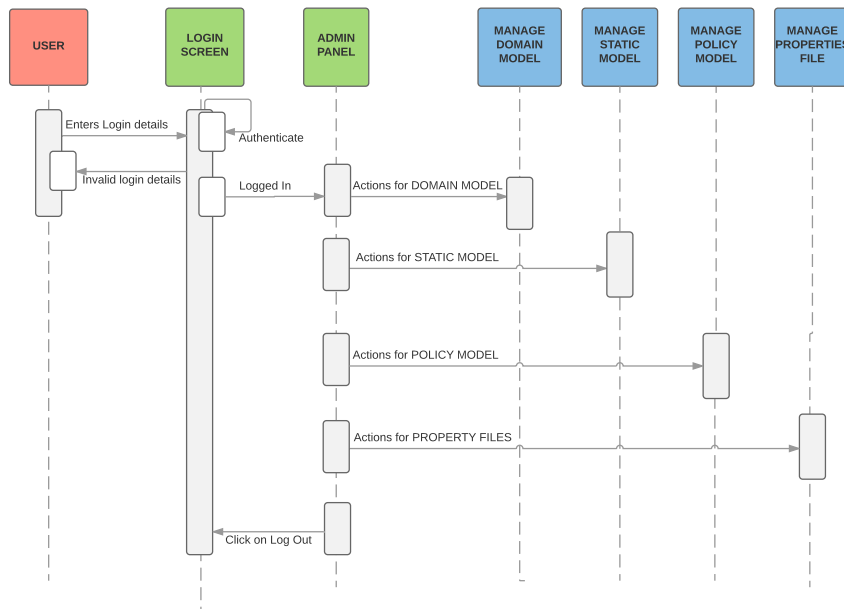 USER
LOGIN
SCREEN
ADMIN
PANEL
MANAGE
DOMAIN
MODEL
MANAGE
STATIC
MODEL
MANAGE
POLICY
MODEL
MANAGE
PROPERTIES
FILE
Enters Login details
Authenticate
Invalid login details
Logged In
Actions for DOMAIN MODEL
Actions for STATIC MODEL
Actions for POLICY MODEL
Actions for PROPERTY FILES
Click on Log Out